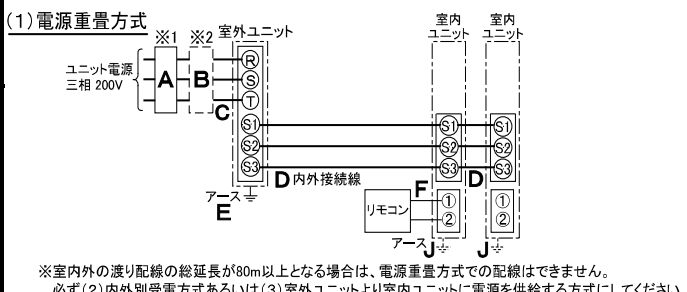 (1)電源重畳方式
※1 ※2 室外ユニット
室内
ユニット
室内
ユニット
ユニット電源
三相 200V
A
B
C
R
S
T
S1
S2
S3
S1
S2
S3
S1
S2
S3
D 内外接続線
D
アース
E
F
リモコン
①
②
①
②
アース J
J
※室内外の渡り配線の総延長が80m以上となる場合は、電源重畳方式での配線はできません。
必ず(2)内外別受電方式あるいは(3)室外ユニットより室内ユニットに電源を供給する方式にしてください